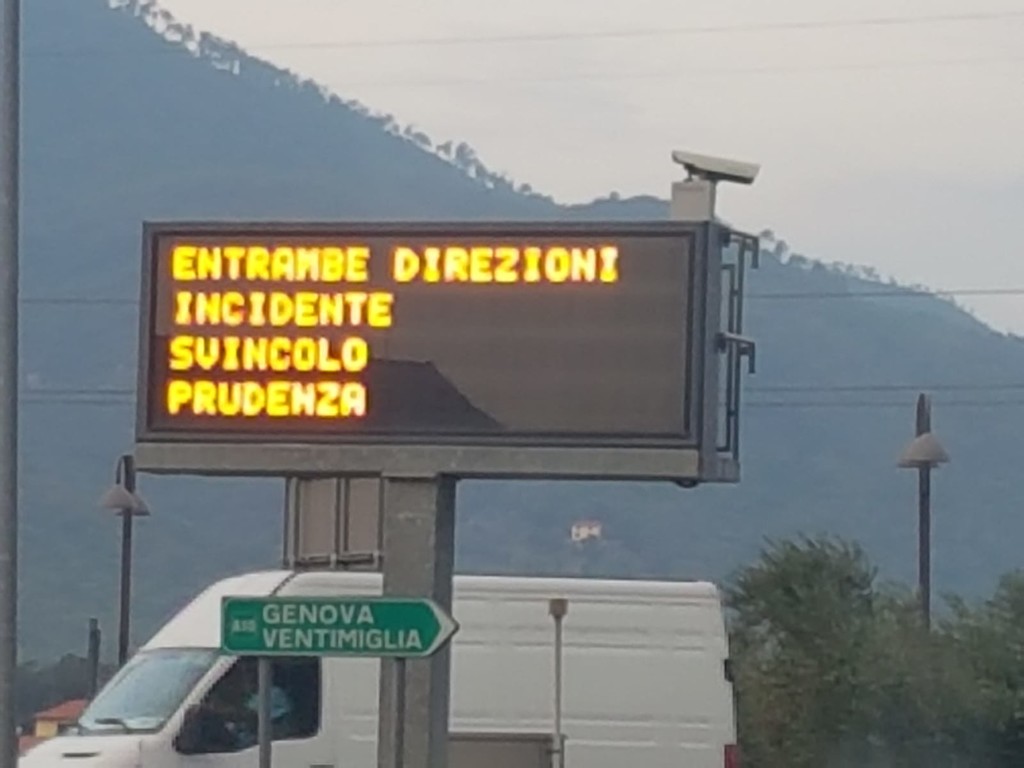 ENTRAMBE DIREZIONI
INCIDENTE
SVINCOLO
PRUDENZA
GENOVA
VENTIMIGLIA